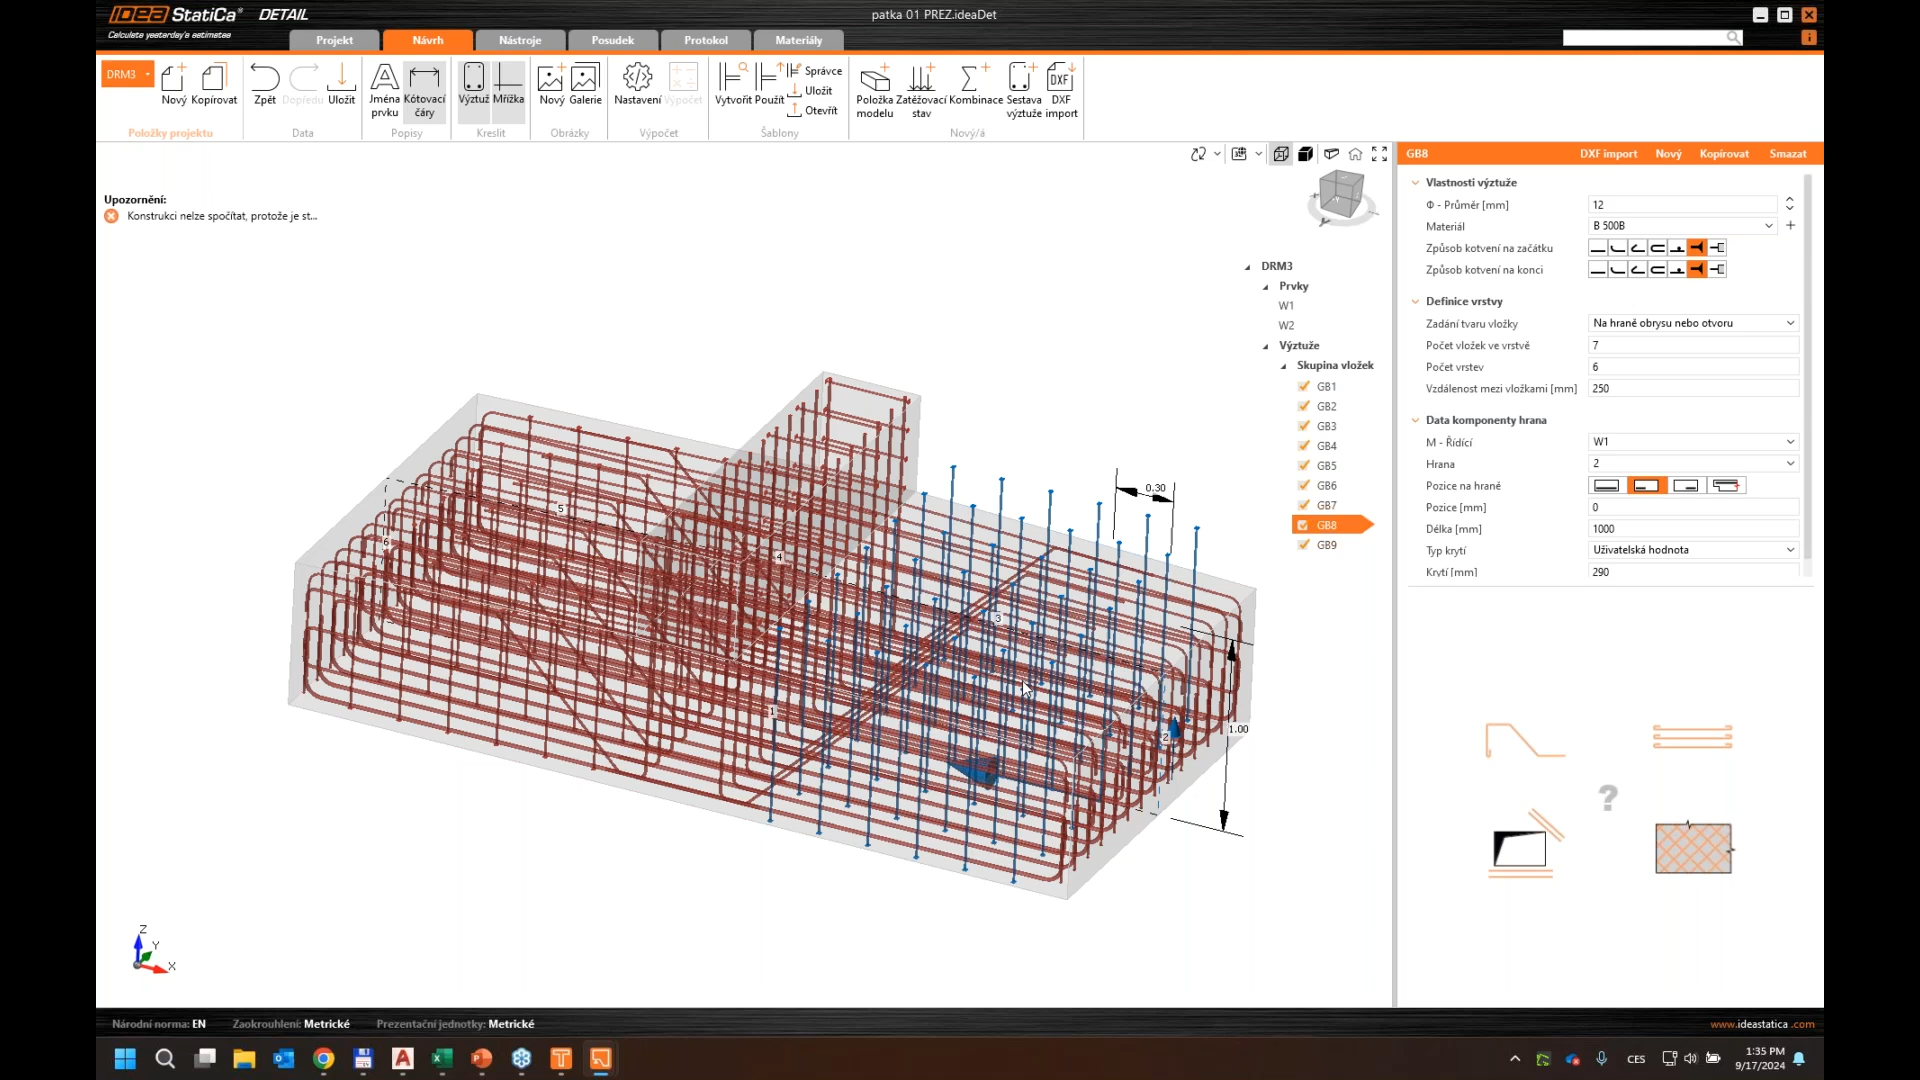 IDEA StatiCa® DETAIL
Calculate yesterday's estimates
patka 01 PREZ.ideaDet
Projekt
Návrh
Nástroje
Posudek
Protokol
Materiály
DRM3
Nový
Kopírovat
Položky projektu
Zpět
Dopředu
Uložit
Data
Jména prvku
Kótovací čáry
Popisy
Výztuž
Mřížka
Kreslit
Nový
Galerie
Obrázky
Nastavení
Výpočet
Výpočet
Vytvořit
Použít
Správce
Uložit
Otevřít
Šablony
Položka modelu
Zatěžovací stav
Kombinace
Sestava výztuže
DXF
DXF import
Nový/á
Upozornění:
Konstrukci nelze spočítat, protože je st...
DRM3
Prvky
W1
W2
Výztuže
Skupina vložek
GB1
GB2
GB3
GB4
GB5
GB6
GB7
GB8
GB9
0.30
5
6
4
3
1
2
1.00
Z
Y
X
GB8
DXF import
Nový
Kopírovat
Smazat
Vlastnosti výztuže
Φ - Průměr [mm] 12
Materiál B 500B
Způsob kotvení na začátku
Způsob kotvení na konci
Definice vrstvy
Zadání tvaru vložky Na hraně obrysu nebo otvoru
Počet vložek ve vrstvě 7
Počet vrstev 6
Vzdálenost mezi vložkami [mm] 250
Data komponenty hrana
M - Řídící W1
Hrana 2
Pozice na hraně
Pozice [mm] 0
Délka [mm] 1000
Typ krytí Uživatelská hodnota
Krytí [mm] 290
?
Národní norma: EN
Zaokrouhlení: Metrické
Prezentační jednotky: Metrické
www.ideastatica.com
CES
1:35 PM
9/17/2024